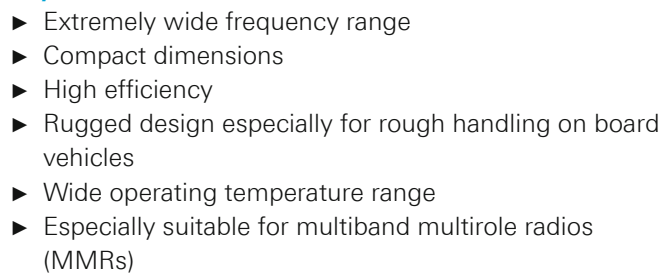 ► Extremely wide frequency range
► Compact dimensions
► High efficiency
► Rugged design especially for rough handling on board
vehicles
► Wide operating temperature range
► Especially suitable for multiband multirole radios
(MMRs)